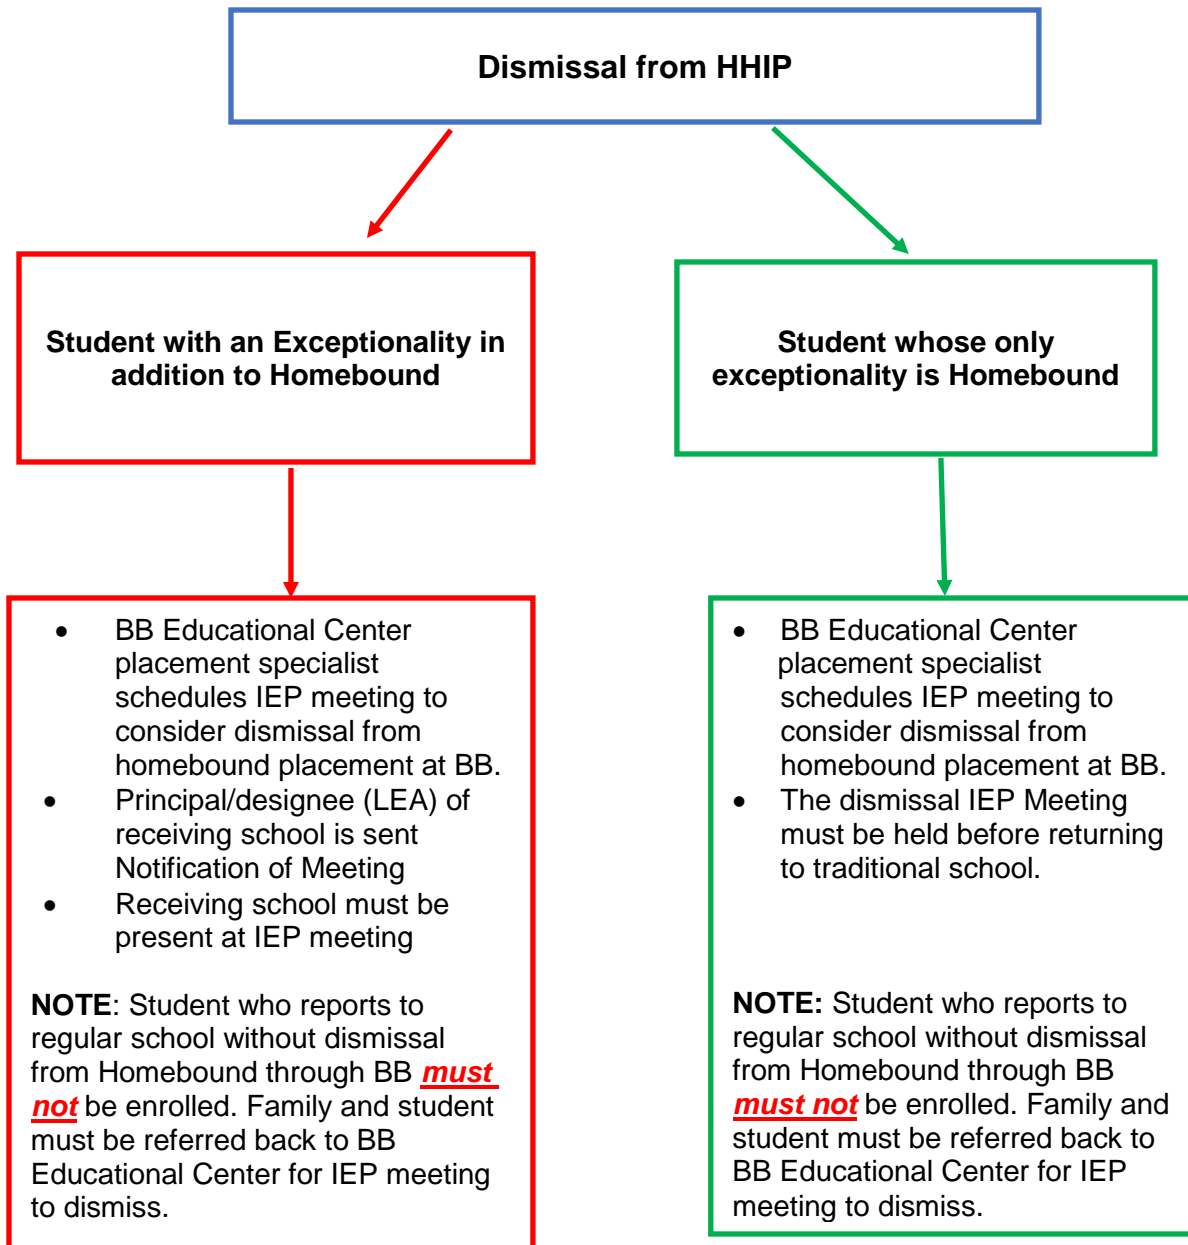 Dismissal from HHIP
Student with an Exceptionality in
addition to Homebound
Student whose only
exceptionality is Homebound
• BB Educational Center
placement specialist
schedules IEP meeting to
consider dismissal from
homebound placement at BB.
• Principal/designee (LEA) of
receiving school is sent
Notification of Meeting
• Receiving school must be
present at IEP meeting
NOTE: Student who reports to
regular school without dismissal
from Homebound through BB must
not be enrolled. Family and student
must be referred back to BB
Educational Center for IEP meeting
to dismiss.
• BB Educational Center
placement specialist
schedules IEP meeting to
consider dismissal from
homebound placement at BB.
• The dismissal IEP Meeting
must be held before returning
to traditional school.
NOTE: Student who reports to
regular school without dismissal
from Homebound through BB
must not be enrolled. Family and
student must be referred back to
BB Educational Center for IEP
meeting to dismiss.